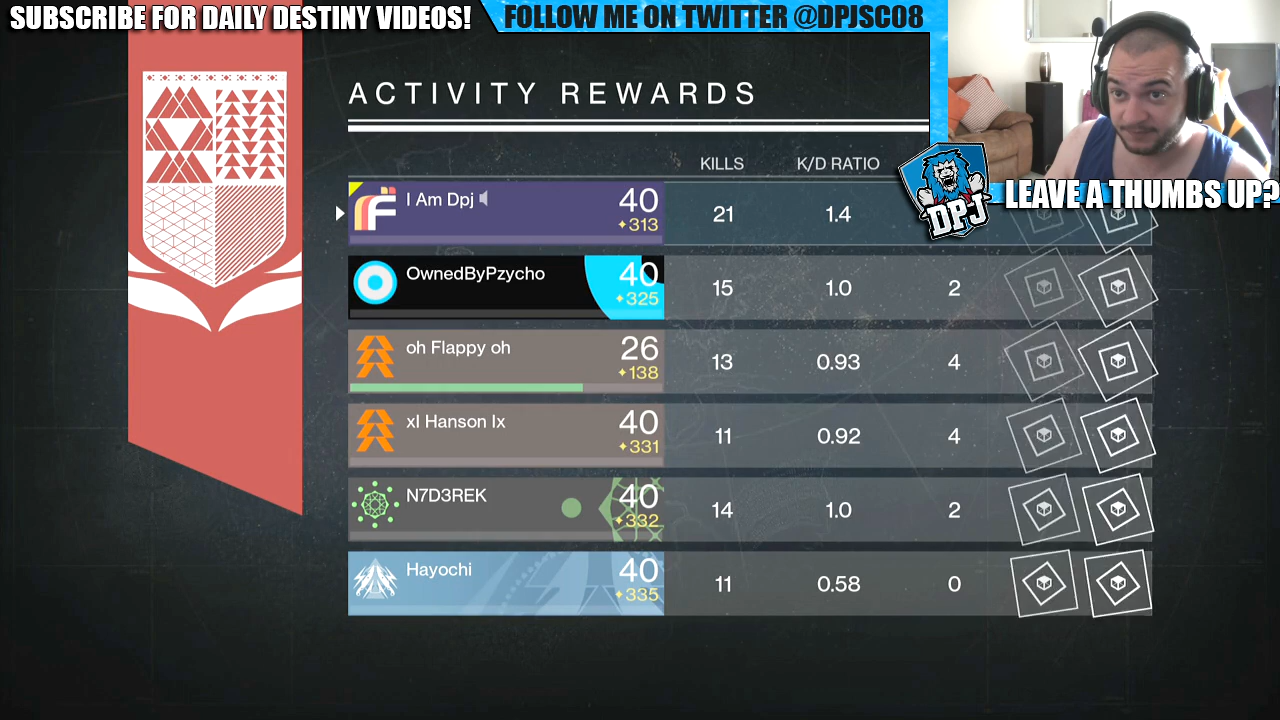 SUBSCRIBE FOR DAILY DESTINY VIDEOS!
FOLLOW ME ON TWITTER @DPJSC08
ACTIVITY REWARDS
KILLS K/D RATIO
I Am Dpj 40 313 21 1.4
DPJ
LEAVE A THUMBS UP?
OwnedByPzycho 40 325 15 1.0 2
oh Flappy oh 26 138 13 0.93 4
xI Hanson Ix 40 331 11 0.92 4
N7D3REK 40 332 14 1.0 2
Hayochi 40 335 11 0.58 0